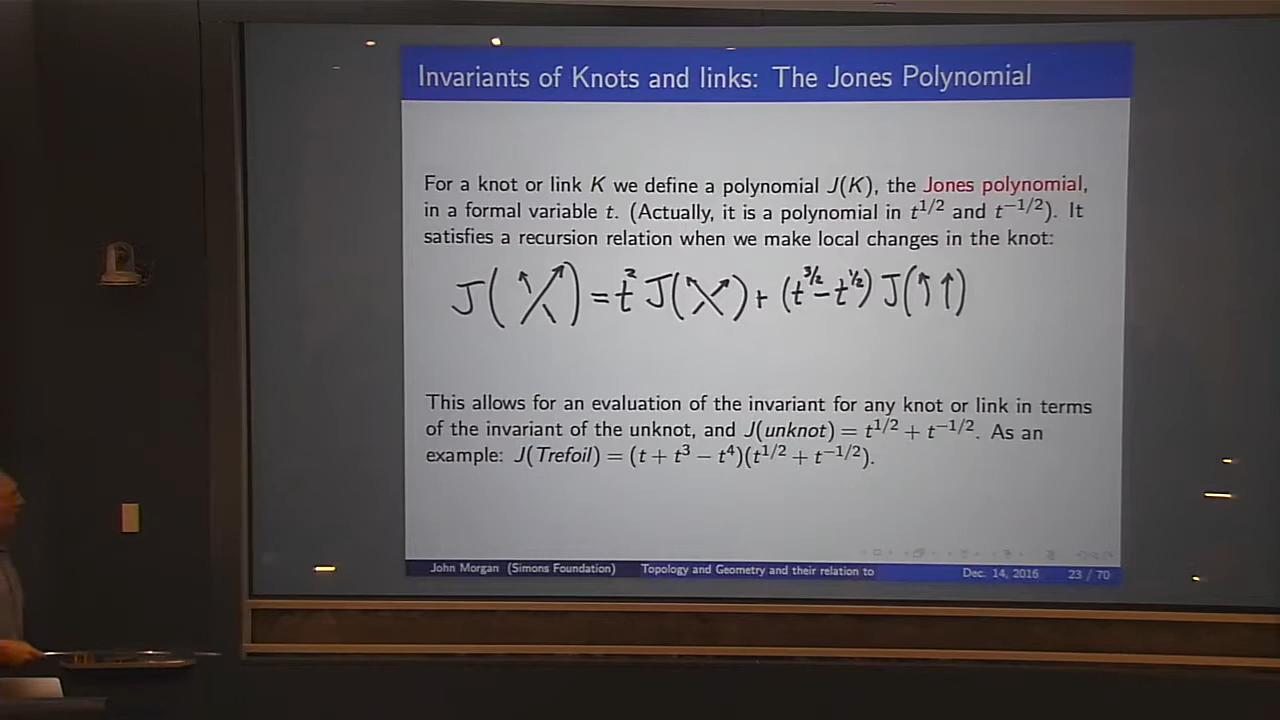 Invariants of Knots and links: The Jones Polynomial
For a knot or link K we define a polynomial J(K), the Jones polynomial,
in a formal variable t. (Actually, it is a polynomial in t^{1/2} and t^{-1/2}). It
satisfies a recursion relation when we make local changes in the knot:
J( ) = t^2 J( ) + (t^{3/2} - t^{1/2}) J( )
This allows for an evaluation of the invariant for any knot or link in terms
of the invariant of the unknot, and J(unknot) = t^{1/2} + t^{-1/2}. As an
example: J(Trefoil) = (t + t^3 − t^4)(t^{1/2} + t^{-1/2}).
John Morgan (Simons Foundation) Topology and Geometry and their relation to Dec. 14, 2016 23 / 70